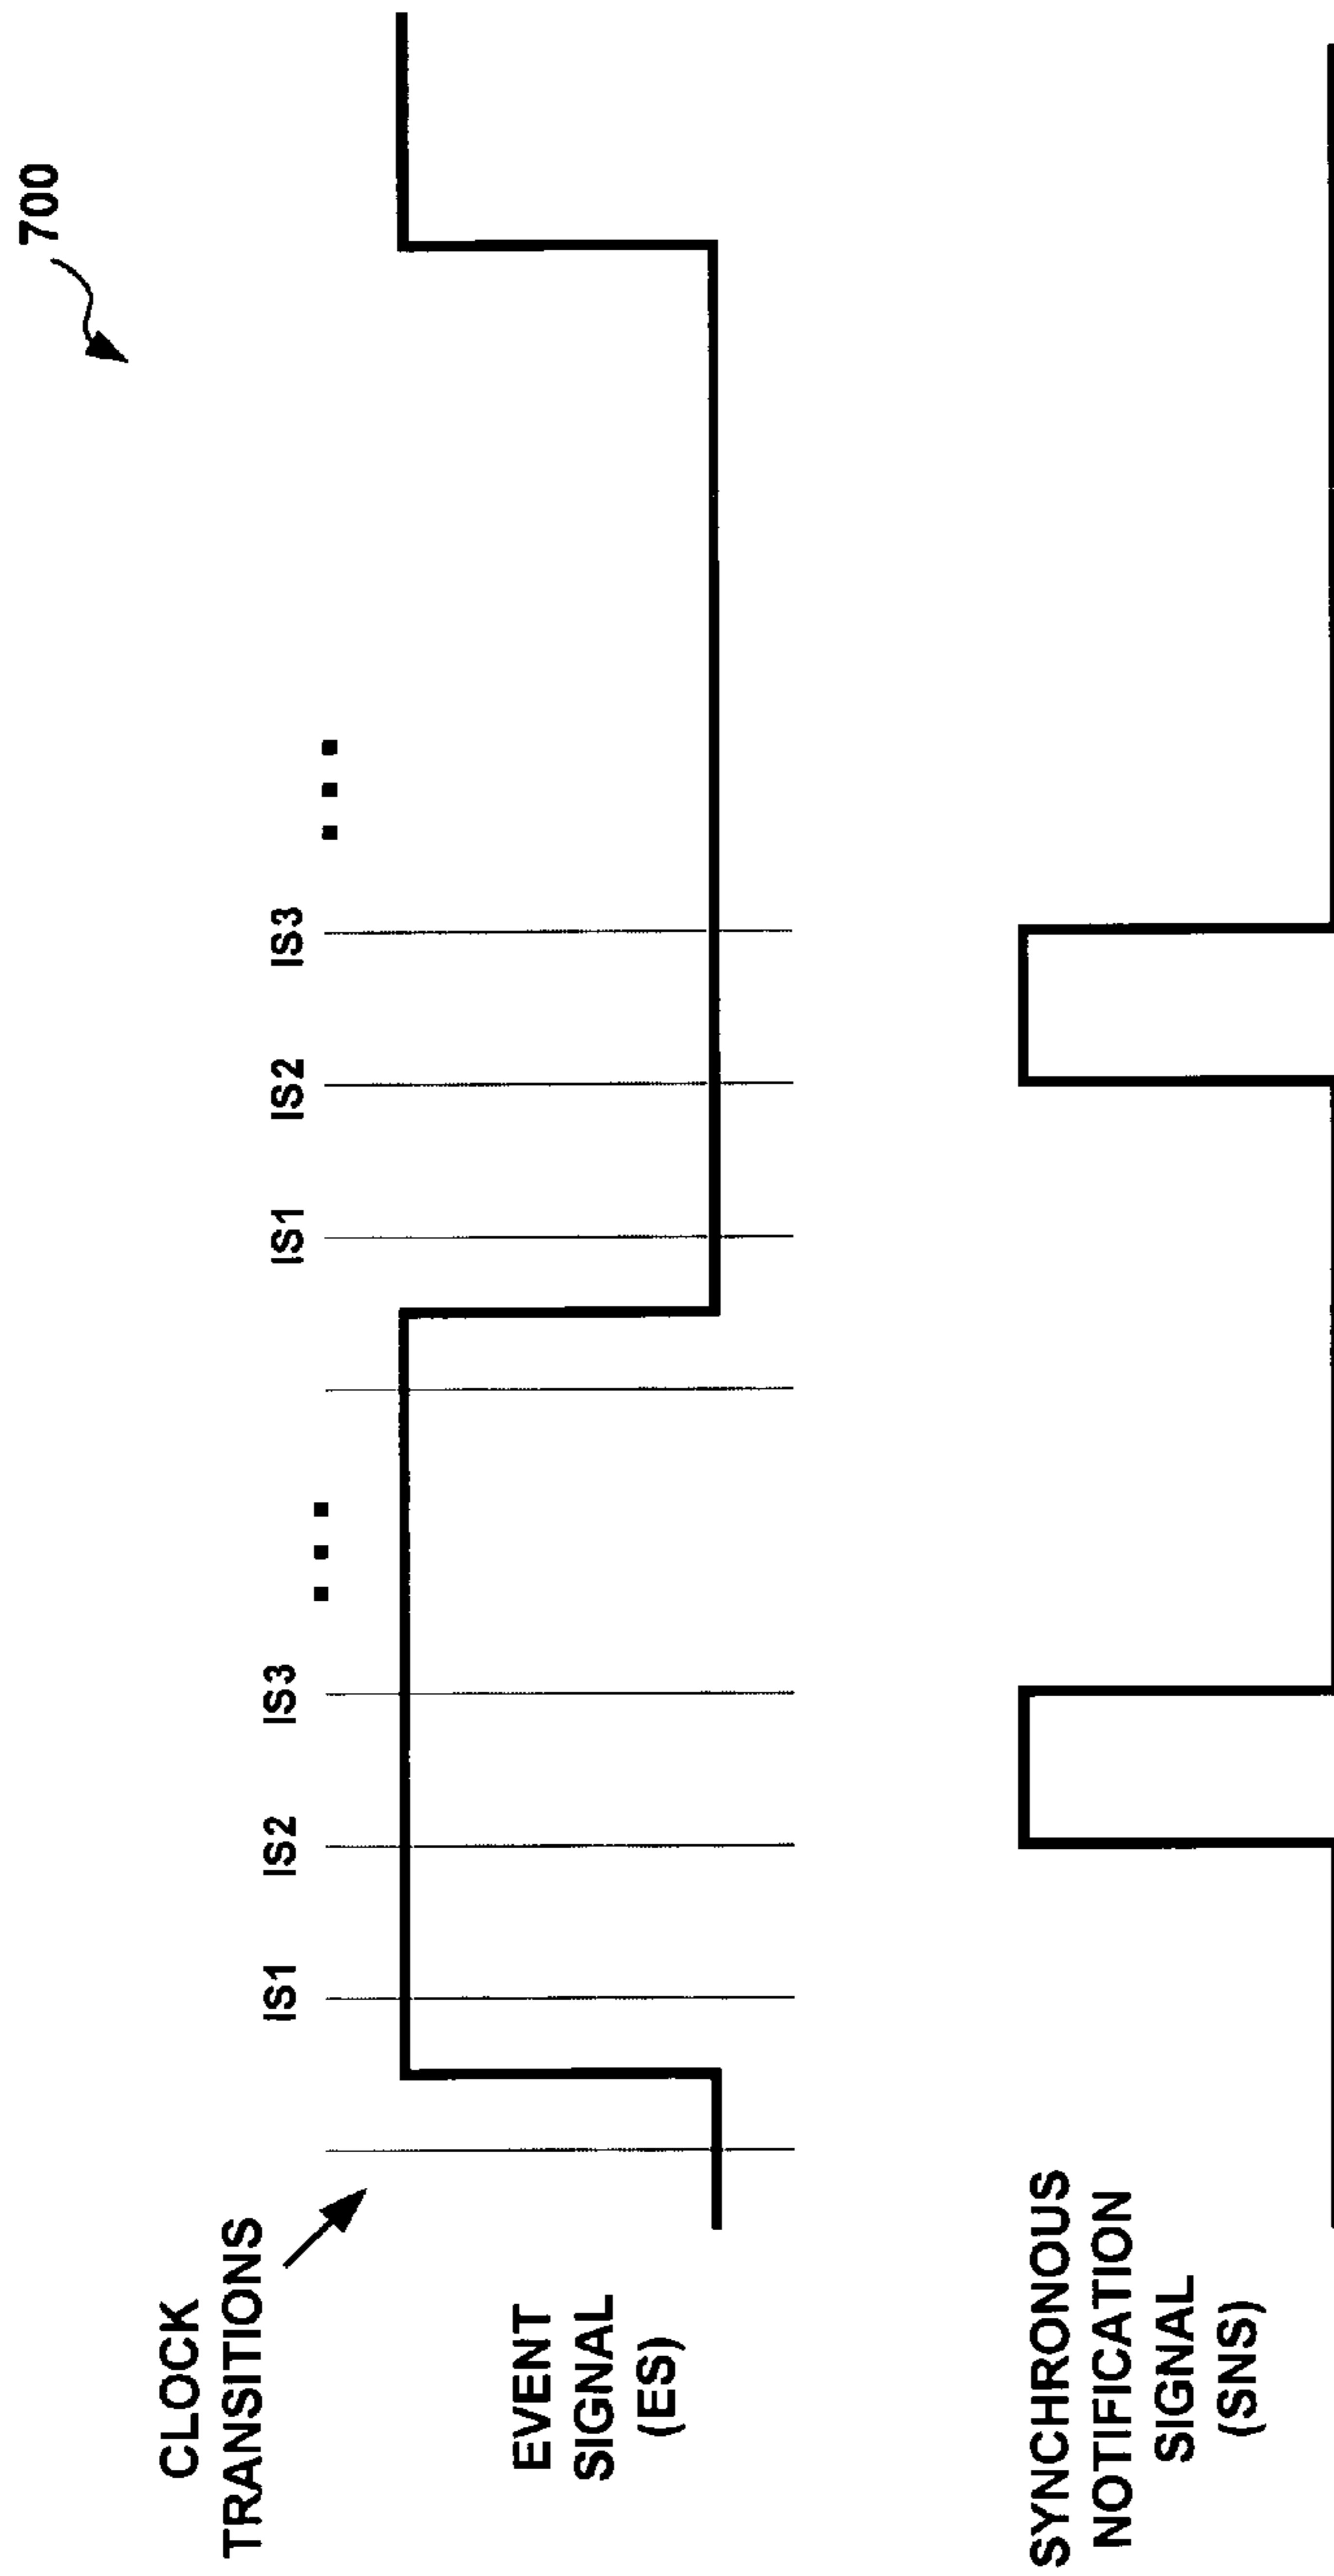 700
CLOCK
TRANSITIONS
IS1 IS2 IS3 ... IS1 IS2 IS3 ...
EVENT
SIGNAL
(ES)
SYNCHRONOUS
NOTIFICATION
SIGNAL
(SNS)